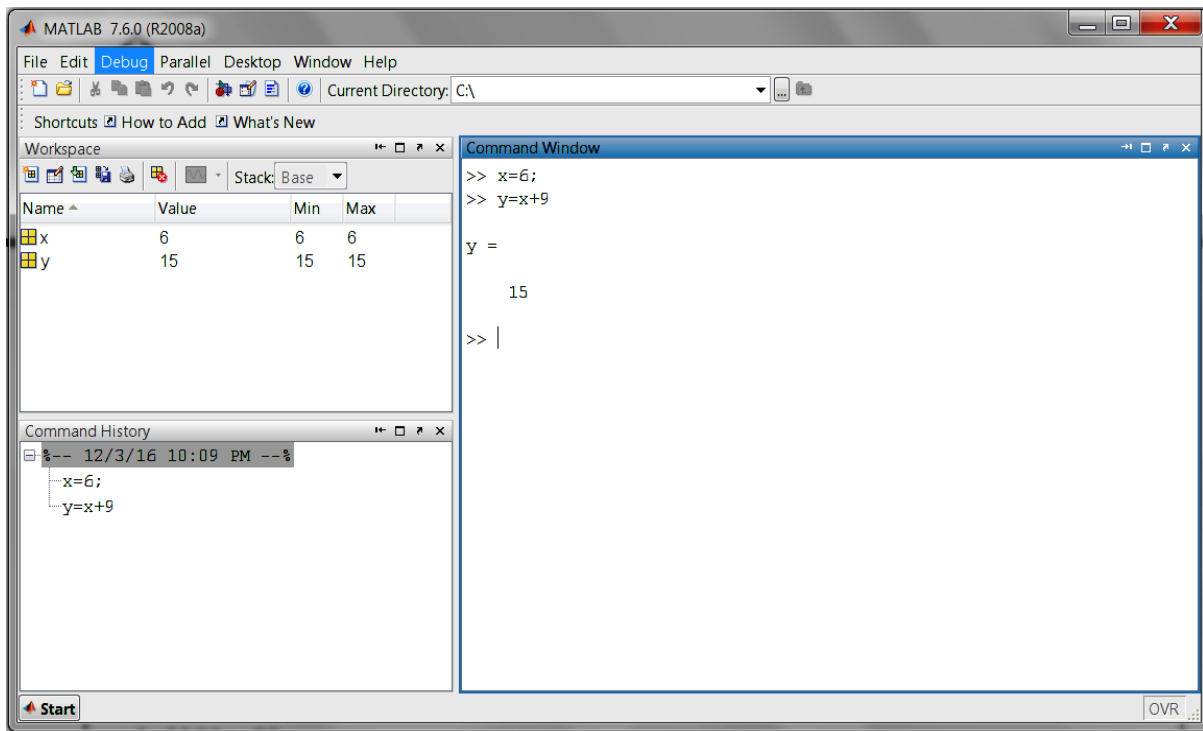 MATLAB 7.6.0 (R2008a)
File Edit Debug Parallel Desktop Window Help
Current Directory: C:\
...
Shortcuts How to Add What's New
Workspace
Stack: Base
Name Value Min Max
x 6 6 6
y 15 15 15
Command History
%-- 12/3/16 10:09 PM --%
x=6;
y=x+9
Command Window
>> x=6;
>> y=x+9
y =
15
>>
Start
OVR